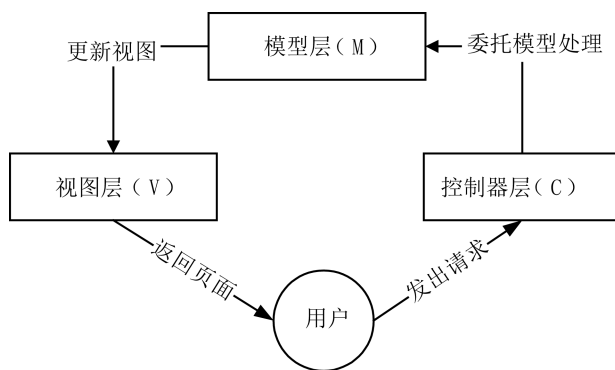 模型层（M）
更新视图
委托模型处理
视图层（V）
控制器层（C）
返回页面
发出请求
用户